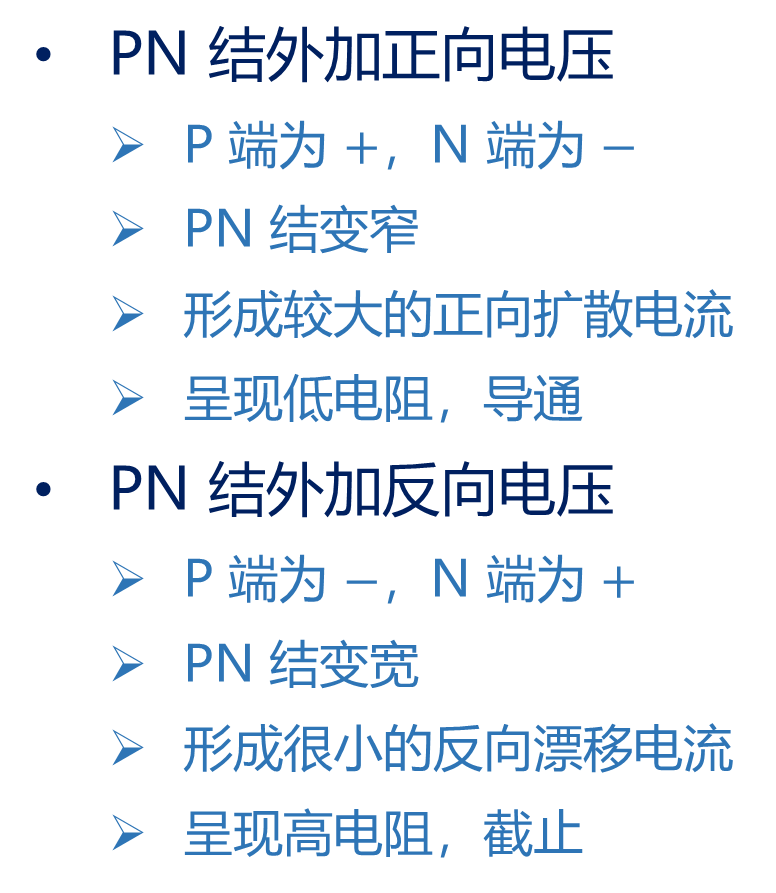 • PN 结外加正向电压
➢ P 端为 +，N 端为 −
➢ PN 结变窄
➢ 形成较大的正向扩散电流
➢ 呈现低电阻，导通
• PN 结外加反向电压
➢ P 端为 −，N 端为 +
➢ PN 结变宽
➢ 形成很小的反向漂移电流
➢ 呈现高电阻，截止